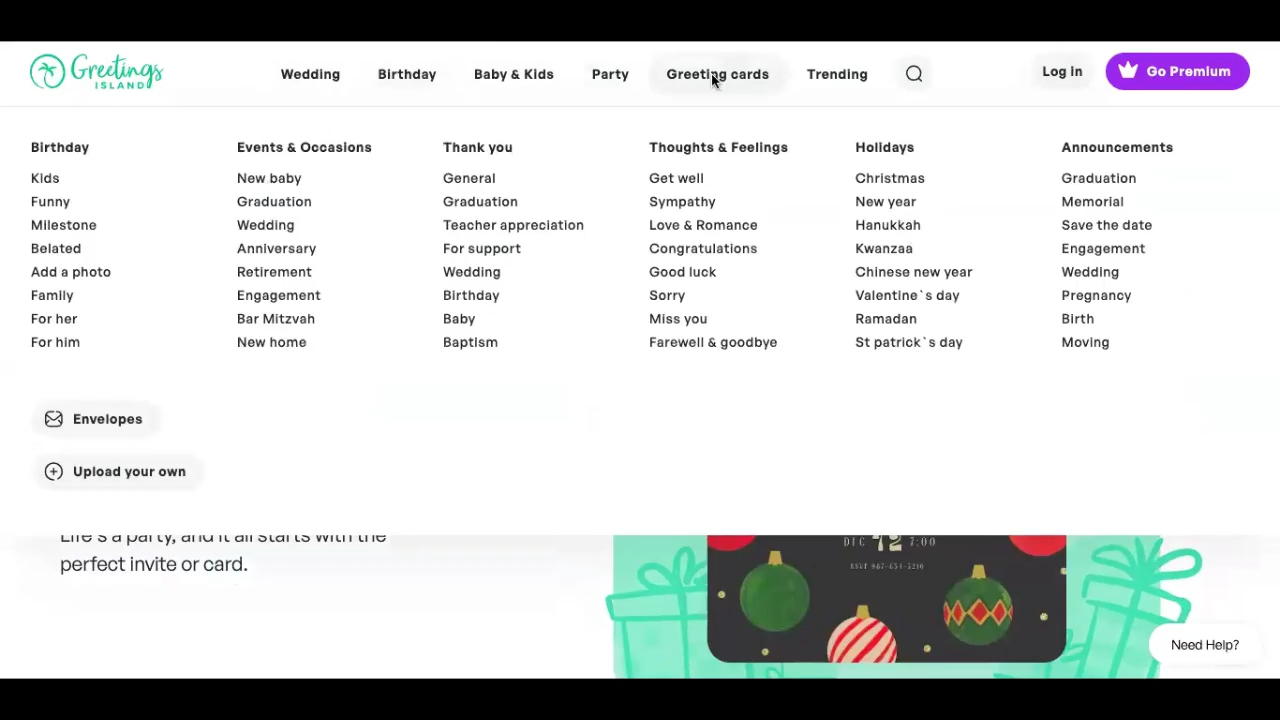 Greetings
ISLAND
Wedding
Birthday
Baby & Kids
Party
Greeting cards
Trending
Log in
Go Premium
Birthday
Kids
Funny
Milestone
Belated
Add a photo
Family
For her
For him
Events & Occasions
New baby
Graduation
Wedding
Anniversary
Retirement
Engagement
Bar Mitzvah
New home
Thank you
General
Graduation
Teacher appreciation
For support
Wedding
Birthday
Baby
Baptism
Thoughts & Feelings
Get well
Sympathy
Love & Romance
Congratulations
Good luck
Sorry
Miss you
Farewell & goodbye
Holidays
Christmas
New year
Hanukkah
Kwanzaa
Chinese new year
Valentine`s day
Ramadan
St patrick`s day
Announcements
Graduation
Memorial
Save the date
Engagement
Wedding
Pregnancy
Birth
Moving
Envelopes
Upload your own
Life's a party, and it all starts with the
perfect invite or card.
7:00
Need Help?